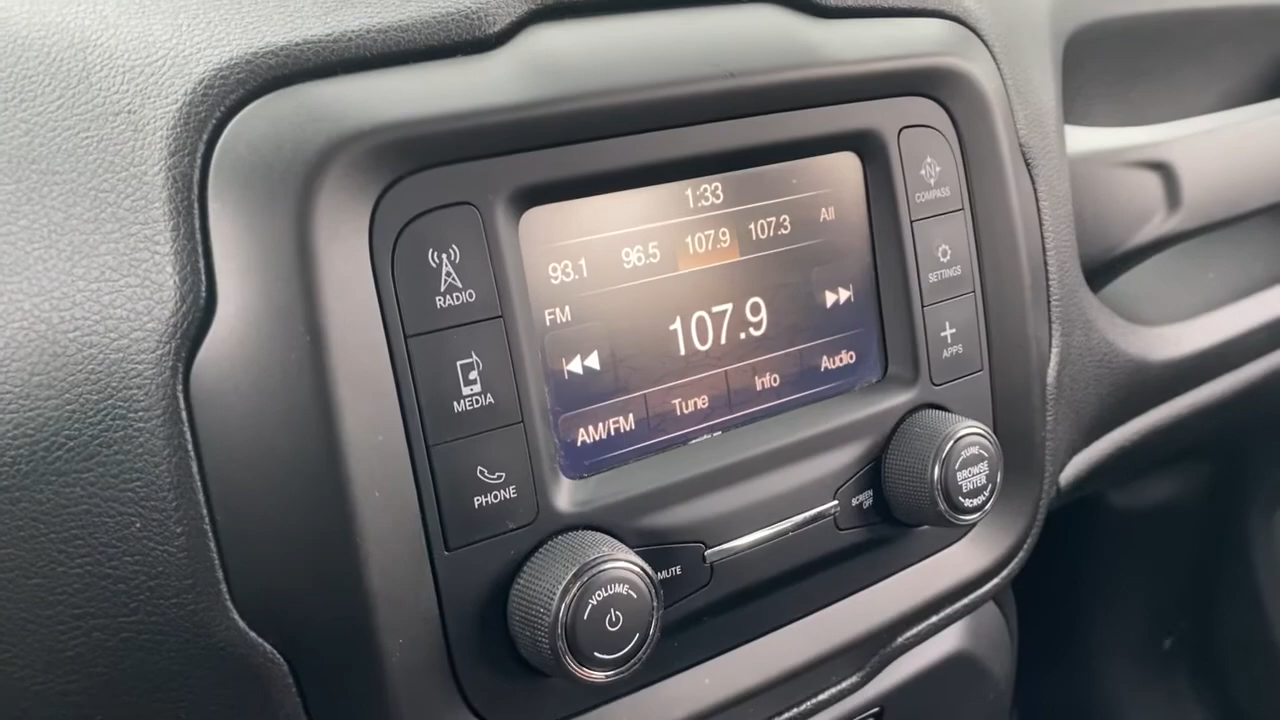 1:33
93.1 96.5 107.9 107.3 All
FM
107.9
AM/FM Tune Info Audio
RADIO
MEDIA
PHONE
N
COMPASS
SETTINGS
APPS
VOLUME
MUTE
SCREEN
OFF
TUNE
BROWSE
ENTER
SCROLL